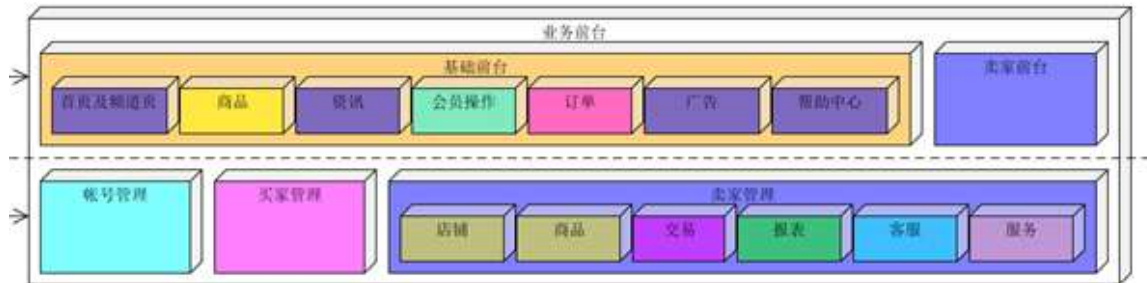 业务前台
基础前台
卖家前台
首页及频道页
商品
资讯
会员操作
订单
广告
帮助中心
帐号管理
买家管理
卖家管理
店铺
商品
交易
报表
客服
服务